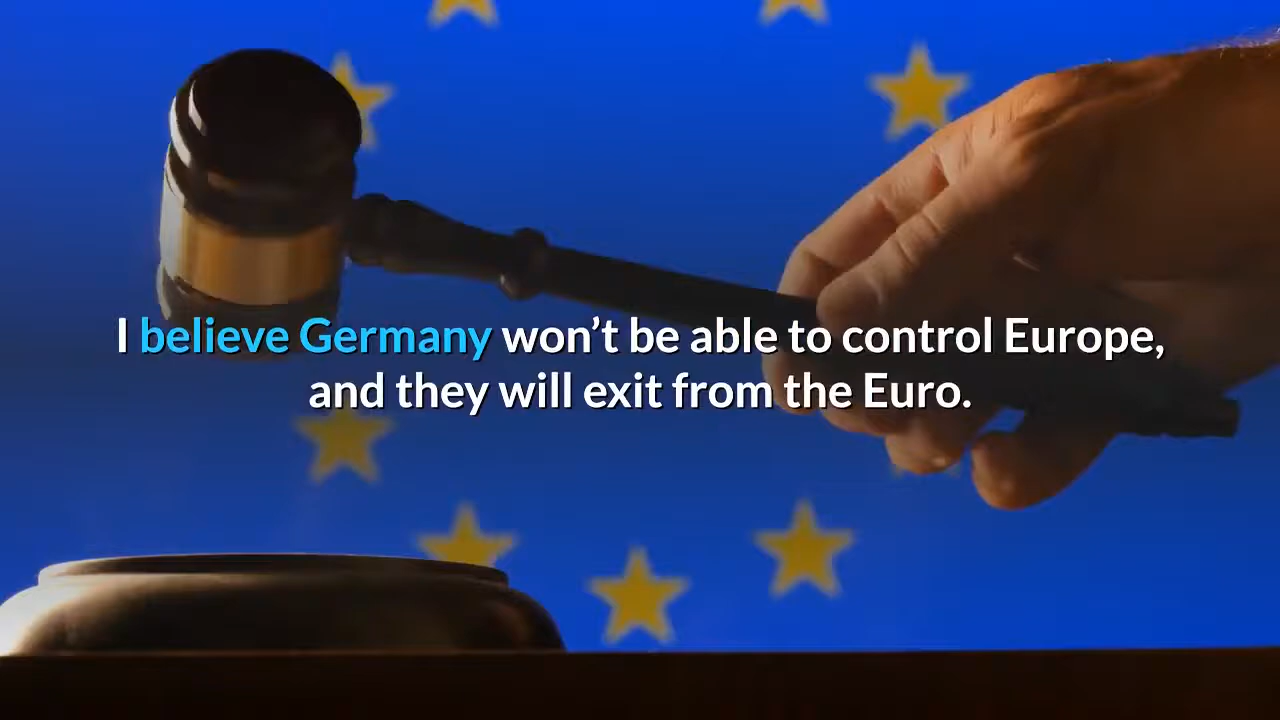 I believe Germany won’t be able to control Europe,
and they will exit from the Euro.